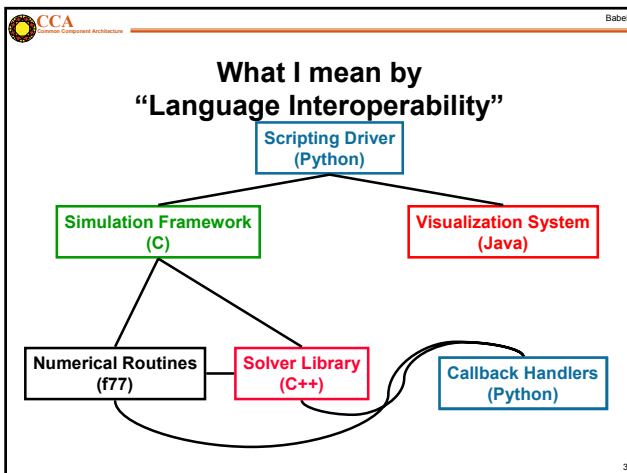 CCA
Common Component Architecture
Babel
What I mean by
“Language Interoperability”
Scripting Driver
(Python)
Simulation Framework
(C)
Visualization System
(Java)
Numerical Routines
(f77)
Solver Library
(C++)
Callback Handlers
(Python)
3